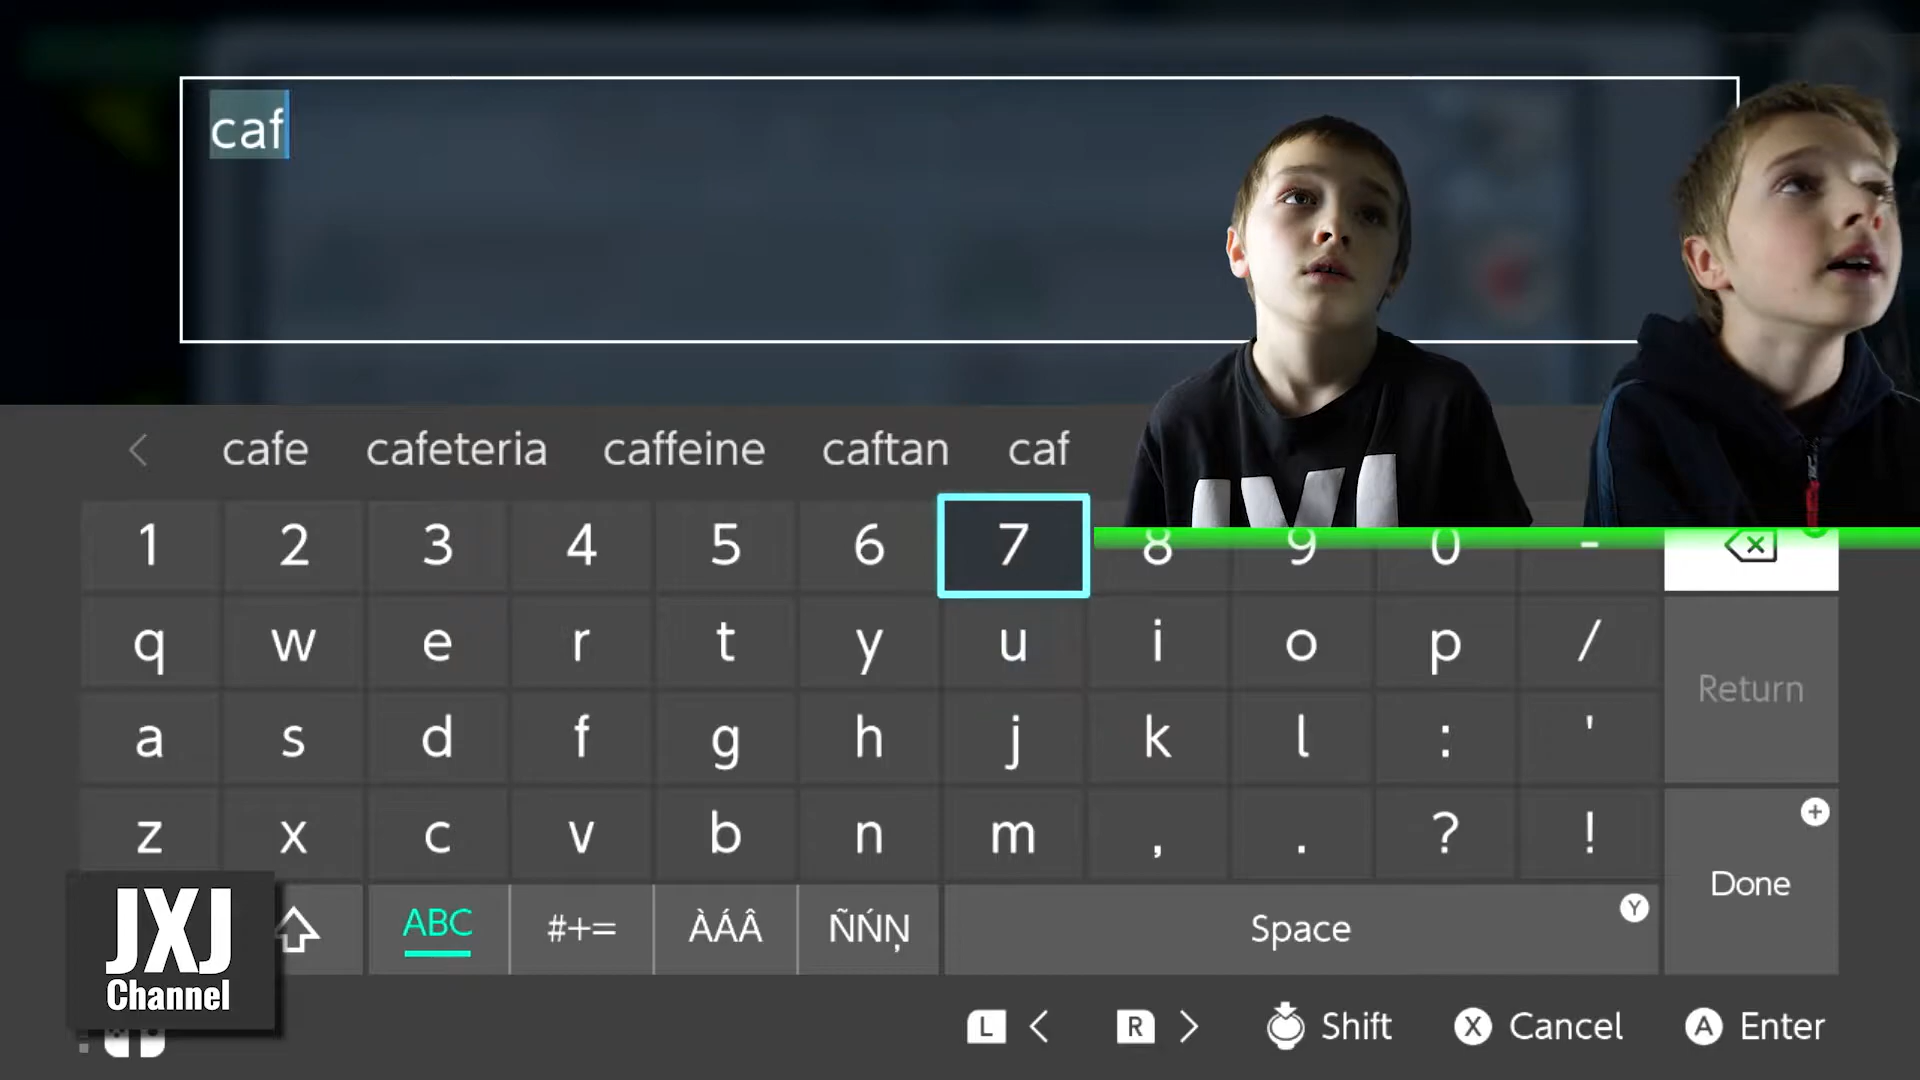 caf
< cafe cafeteria caffeine caftan caf
JXJ
1 2 3 4 5 6 7 8 9 0 -
q w e r t y u i o p /
Return
a s d f g h j k l : '
z x c v b n m , . ? !
+
Done
ABC #+= ÀÁÂ ÑŃŅ Space Y
JXJ
Channel
L < R > Shift X Cancel A Enter